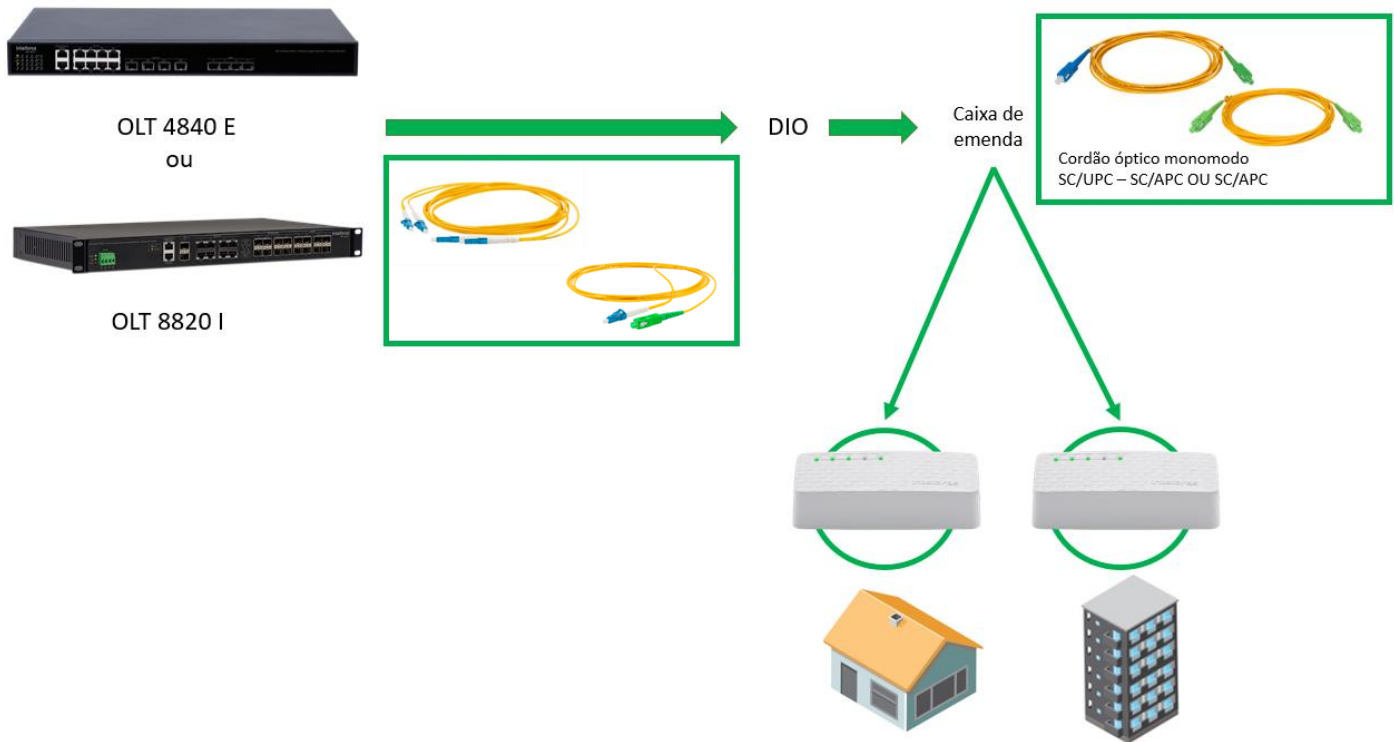 OLT 4840 E
ou
OLT 8820 I
DIO
Caixa de
emenda
Cordão óptico monomodo
SC/UPC – SC/APC OU SC/APC